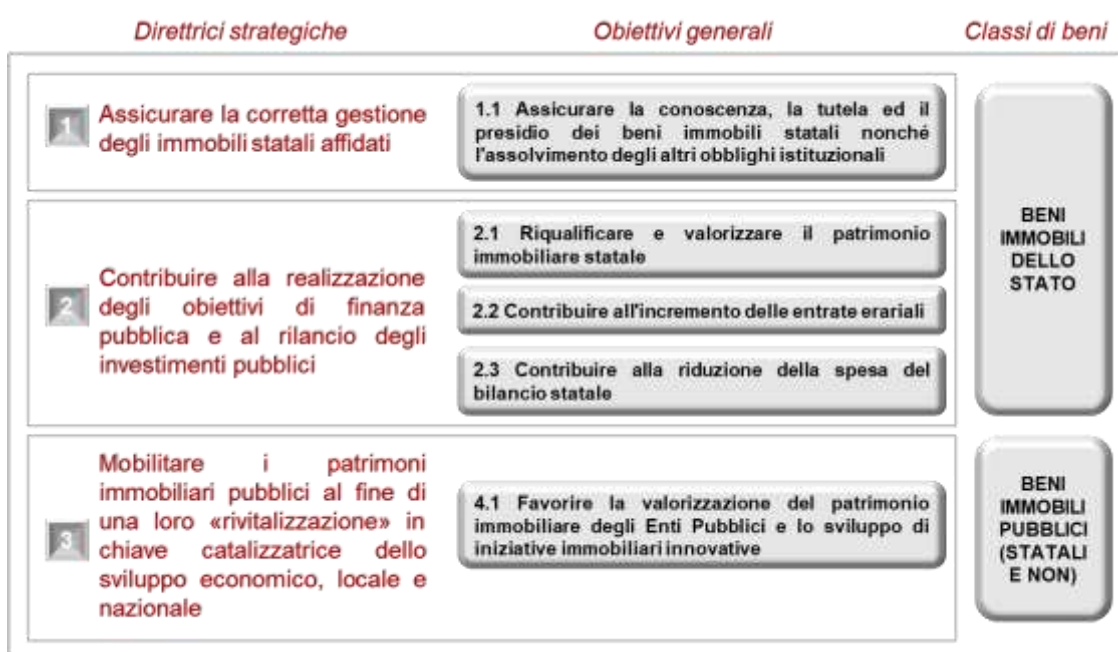 Direttrici strategiche
Obiettivi generali
Classi di beni
1
Assicurare la corretta gestione
degli immobili statali affidati
1.1 Assicurare la conoscenza, la tutela ed il
presidio dei beni immobili statali nonché
l'assolvimento degli altri obblighi istituzionali
2
Contribuire alla realizzazione
degli obiettivi di finanza
pubblica e al rilancio degli
investimenti pubblici
2.1 Riqualificare e valorizzare il patrimonio
immobiliare statale
2.2 Contribuire all'incremento delle entrate erariali
2.3 Contribuire alla riduzione della spesa del
bilancio statale
BENI
IMMOBILI
DELLO
STATO
3
Mobilitare i patrimoni
immobiliari pubblici al fine di
una loro «rivitalizzazione» in
chiave catalizzatrice dello
sviluppo economico, locale e
nazionale
4.1 Favorire la valorizzazione del patrimonio
immobiliare degli Enti Pubblici e lo sviluppo di
iniziative immobiliari innovative
BENI
IMMOBILI
PUBBLICI
(STATALI
E NON)